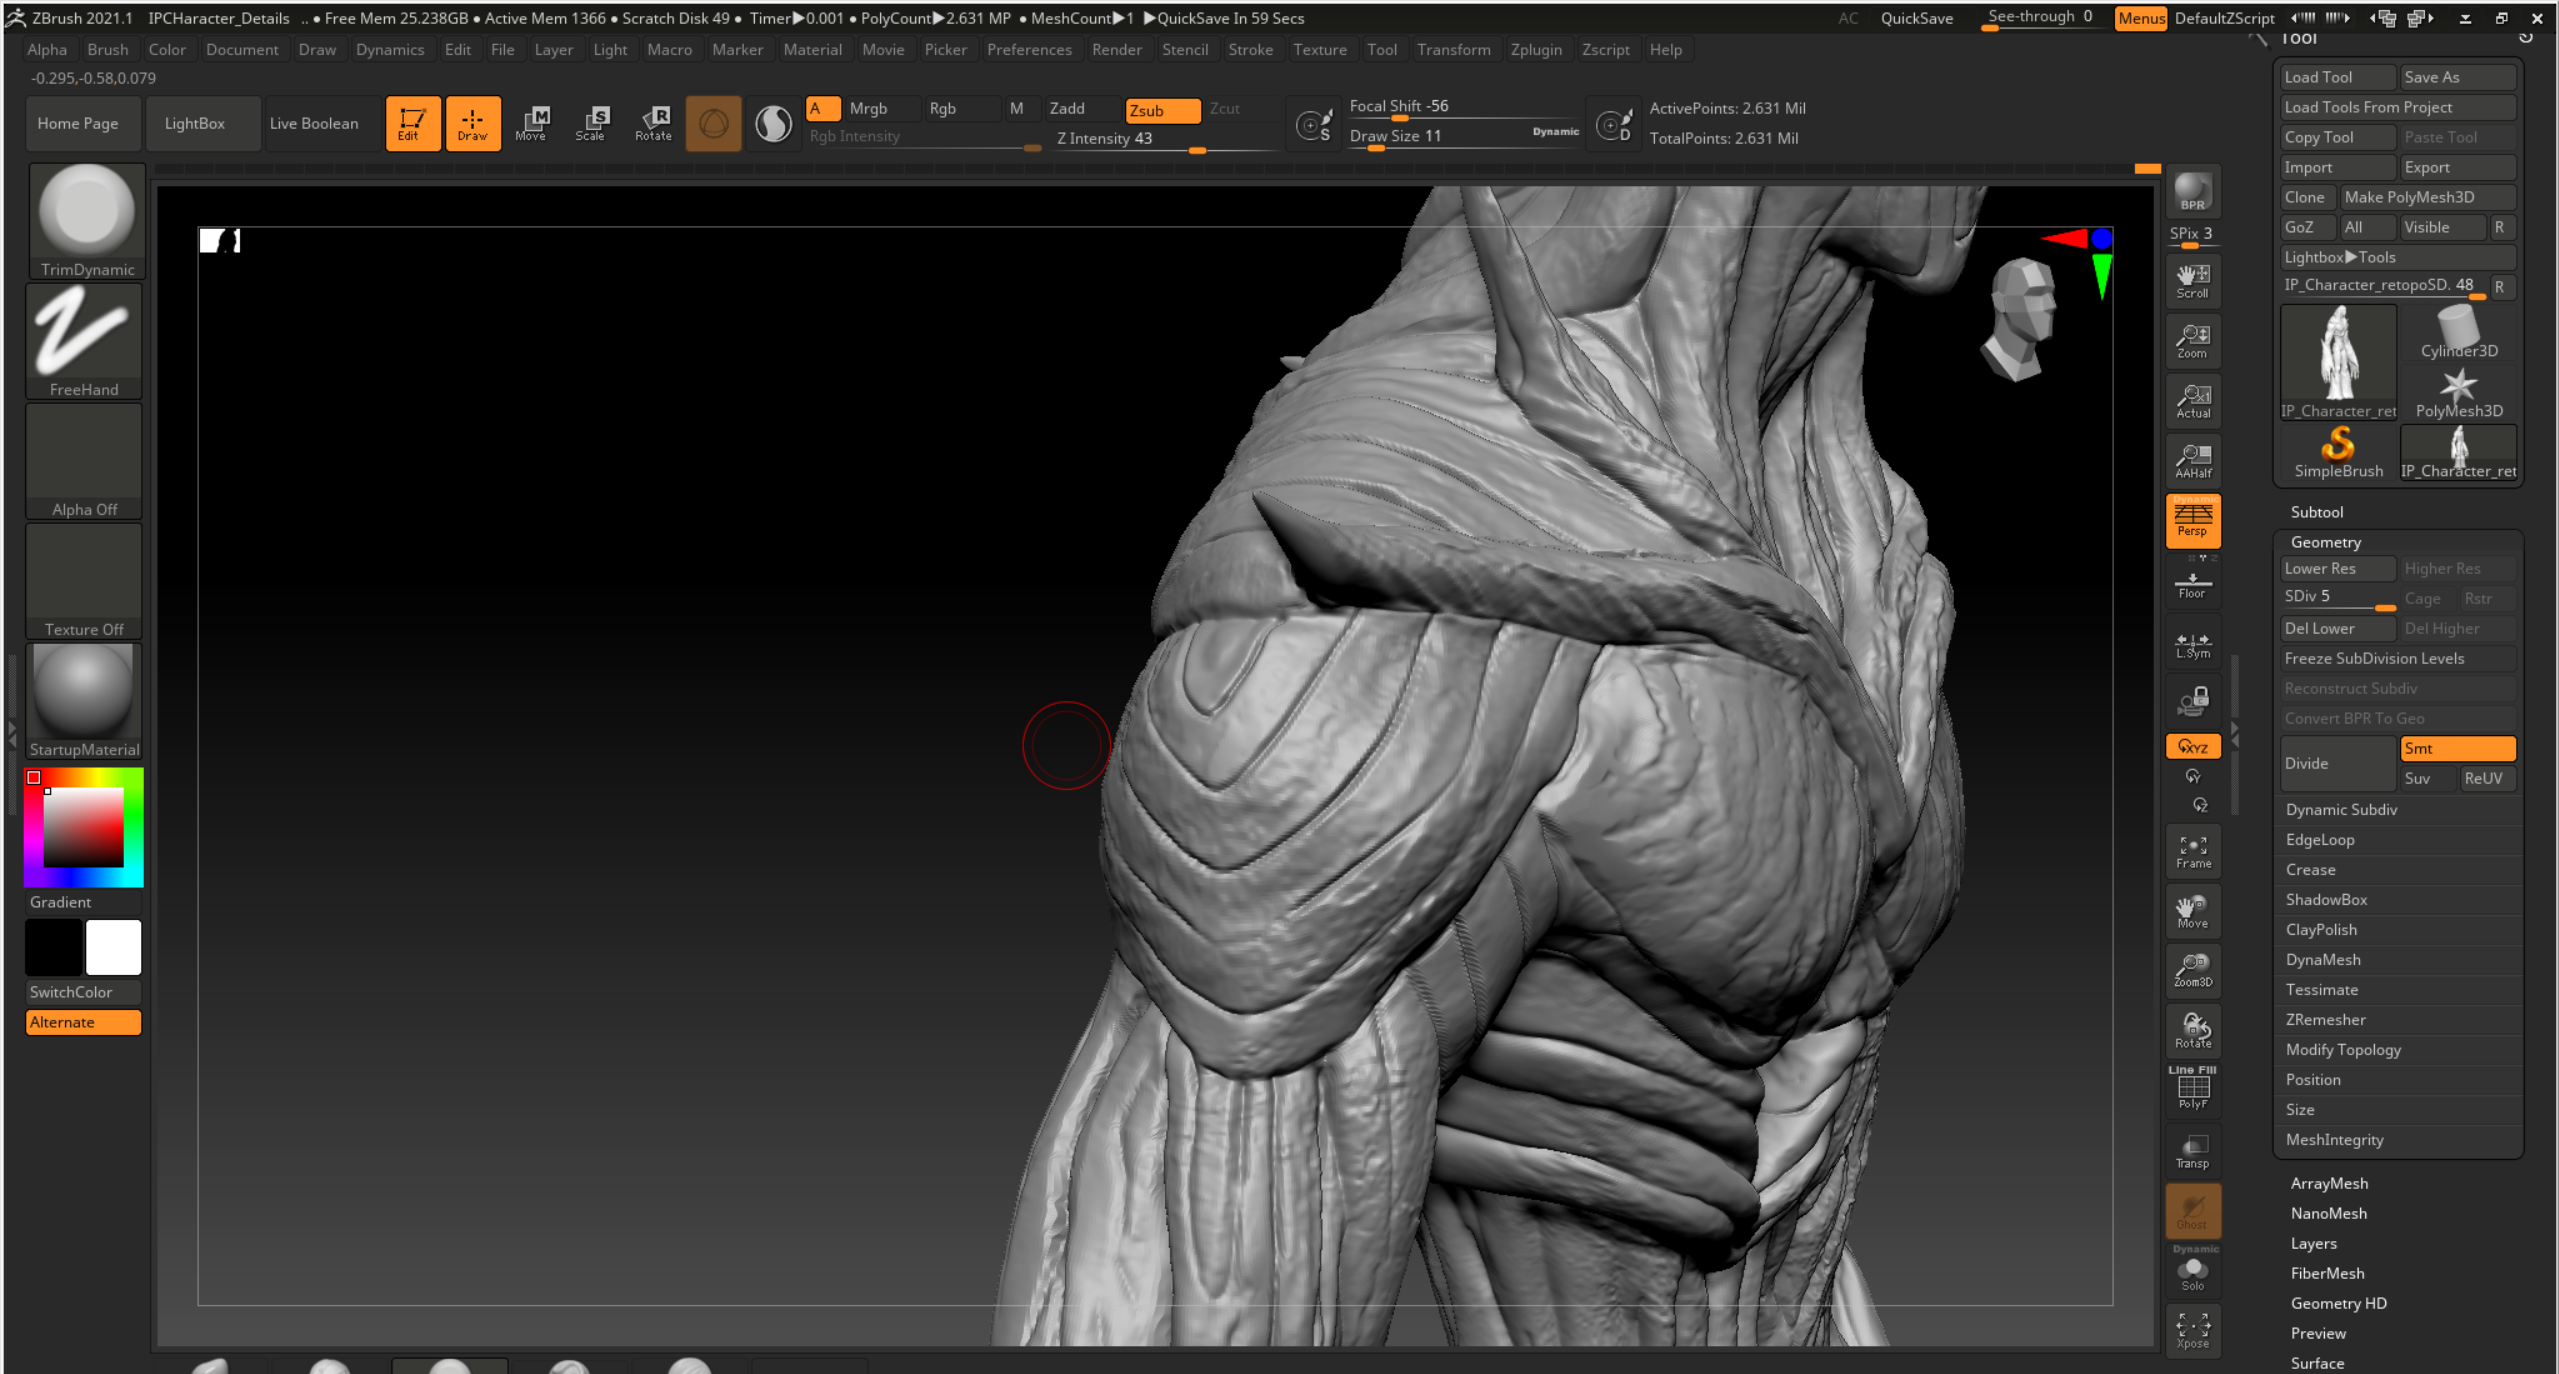 ZBrush 2021.1 IPCharacter_Details .. • Free Mem 25.238GB • Active Mem 1366 • Scratch Disk 49 • Timer▶0.001 • PolyCount▶2.631 MP • MeshCount▶1 ▶QuickSave In 59 Secs AC QuickSave See-through 0 Menus DefaultZScript
Alpha Brush Color Document Draw Dynamics Edit File Layer Light Macro Marker Material Movie Picker Preferences Render Stencil Stroke Texture Tool Transform Zplugin Zscript Help
-0.295,-0.58,0.079
Home Page LightBox Live Boolean Edit Draw Move Scale Rotate
A Mrgb Rgb M Zadd Zsub Zcut
Rgb Intensity Z Intensity 43
Focal Shift -56
Draw Size 11 Dynamic
ActivePoints: 2.631 Mil
TotalPoints: 2.631 Mil
TrimDynamic
FreeHand
Alpha Off
Texture Off
StartupMaterial
Gradient
SwitchColor
Alternate
BPR
SPix 3
Scroll
Zoom
Actual
AAHalf
Dynamic
Persp
Floor
L.Sym
XYZ
Frame
Move
Zoom3D
Rotate
Line Fill
PolyF
Transp
Ghost
Dynamic
Solo
Xpose
Tool
Load Tool Save As
Load Tools From Project
Copy Tool Paste Tool
Import Export
Clone Make PolyMesh3D
GoZ All Visible R
Lightbox▶Tools
IP_Character_retopoSD. 48 R
IP_Character_ret Cylinder3D
PolyMesh3D
SimpleBrush IP_Character_ret
Subtool
Geometry
Lower Res Higher Res
SDiv 5 Cage Rstr
Del Lower Del Higher
Freeze SubDivision Levels
Reconstruct Subdiv
Convert BPR To Geo
Divide Smt
Suv ReUV
Dynamic Subdiv
EdgeLoop
Crease
ShadowBox
ClayPolish
DynaMesh
Tessimate
ZRemesher
Modify Topology
Position
Size
MeshIntegrity
ArrayMesh
NanoMesh
Layers
FiberMesh
Geometry HD
Preview
Surface